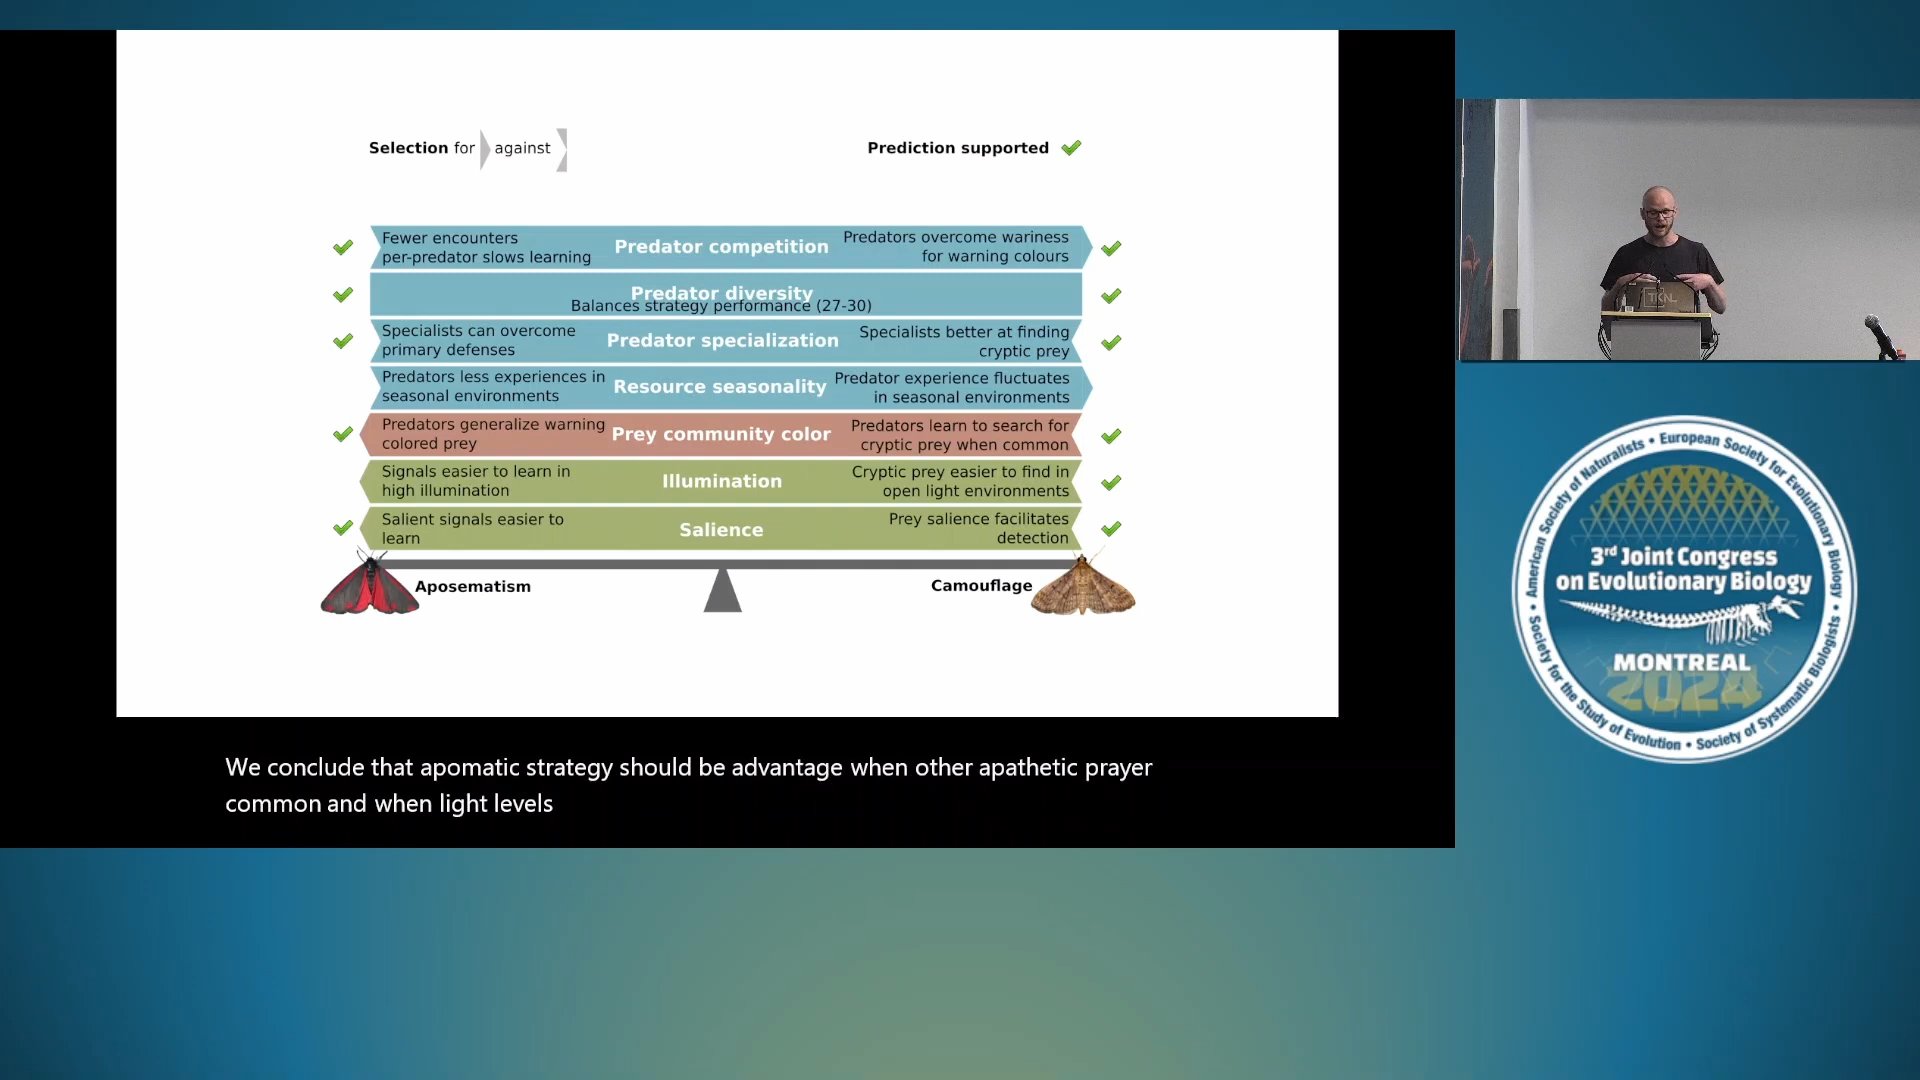 Selection for against
Prediction supported
Fewer encounters
per-predator slows learning
Predator competition
Predators overcome wariness
for warning colours
Predator diversity
Balances strategy performance (27-30)
Specialists can overcome
primary defenses
Predator specialization
Specialists better at finding
cryptic prey
Predators less experiences in
seasonal environments
Resource seasonality
Predator experience fluctuates
in seasonal environments
Predators generalize warning
colored prey
Prey community color
Predators learn to search for
cryptic prey when common
Signals easier to learn in
high illumination
Illumination
Cryptic prey easier to find in
open light environments
Salient signals easier to
learn
Salience
Prey salience facilitates
detection
Aposematism
Camouflage
We conclude that apomatic strategy should be advantage when other apathetic prayer
common and when light levels
American Society of Naturalists • European Society for Evolutionary Biology • Society for the Study of Evolution • Society of Systematic Biologists •
3rd Joint Congress
on Evolutionary Biology
MONTREAL
2024